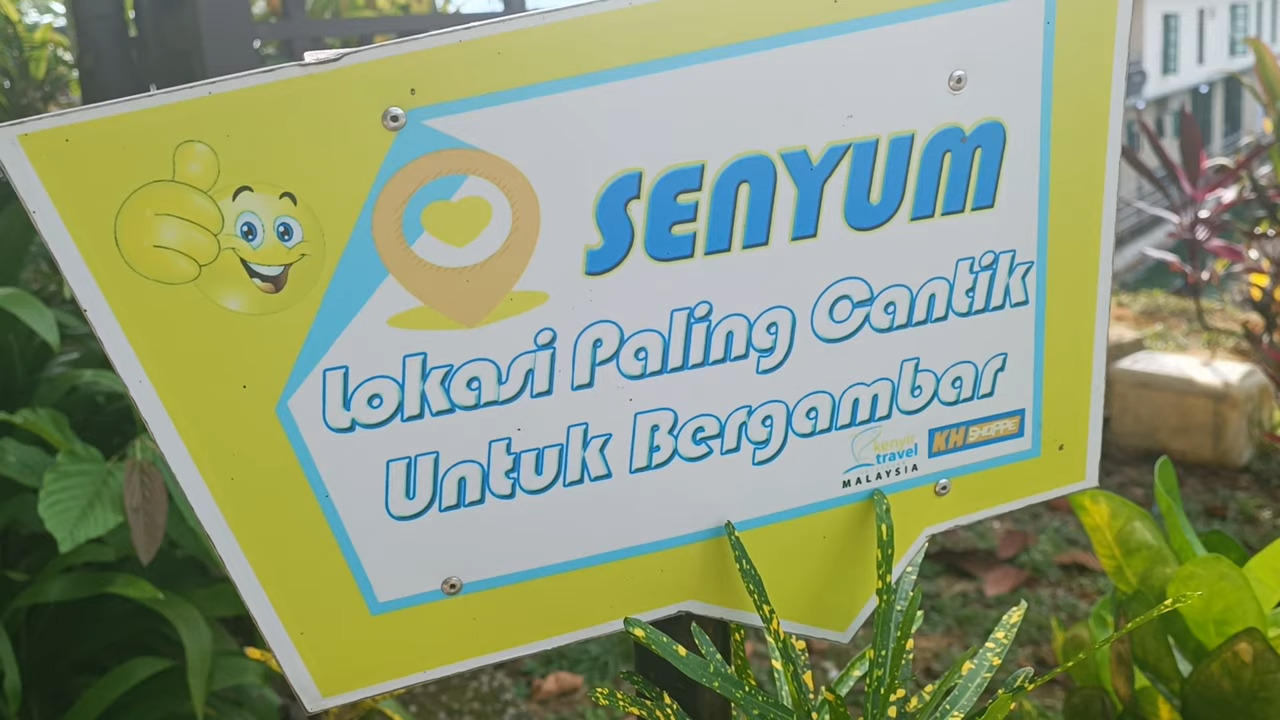 SENYUM
Lokasi Paling Cantik
Untuk Bergambar
kenyir
travel
MALAYSIA
KH SHOPPE